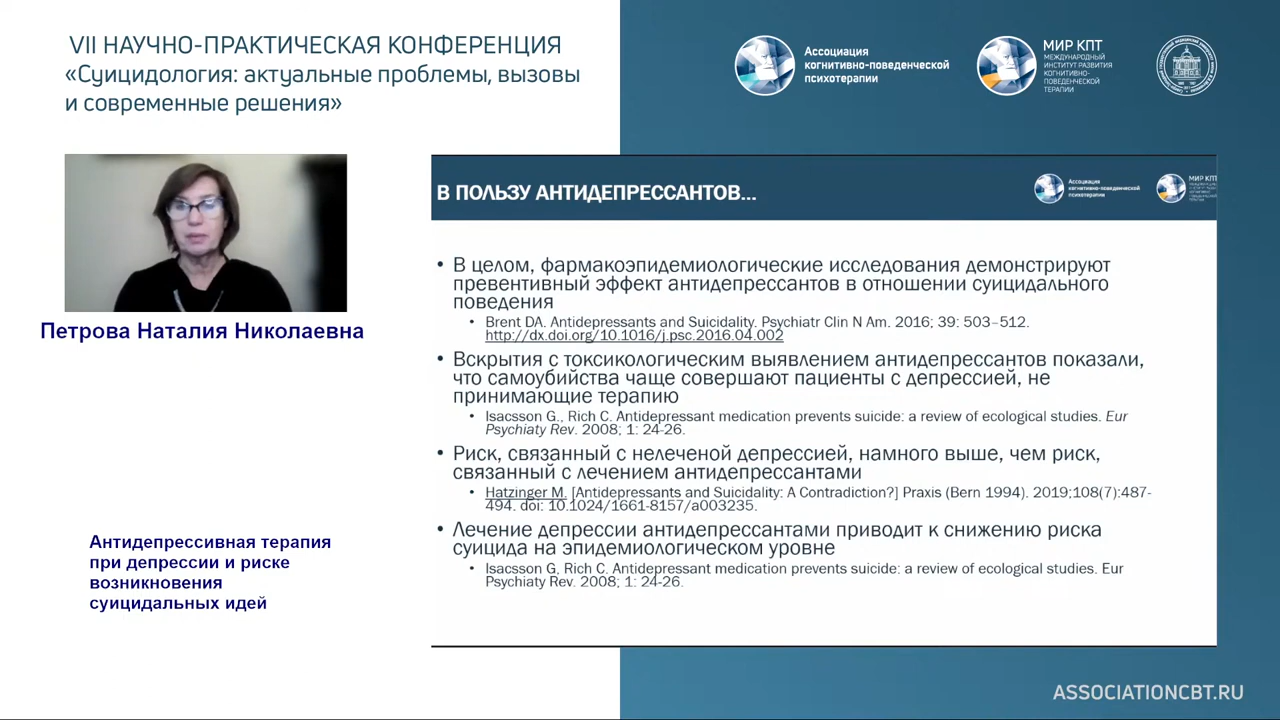 VII НАУЧНО-ПРАКТИЧЕСКАЯ КОНФЕРЕНЦИЯ
«Суицидология: актуальные проблемы, вызовы
и современные решения»
Ассоциация
когнитивно-поведенческой
психотерапии
МИР КПТ
МЕЖДУНАРОДНЫЙ
ИНСТИТУТ РАЗВИТИЯ
КОГНИТИВНО-
ПОВЕДЕНЧЕСКОЙ
ТЕРАПИИ
Петрова Наталия Николаевна
Антидепрессивная терапия
при депрессии и риске
возникновения
суицидальных идей
В ПОЛЬЗУ АНТИДЕПРЕССАНТОВ...
Ассоциация
когнитивно-поведенческой
психотерапии
МИР КПТ
• В целом, фармакоэпидемиологические исследования демонстрируют
превентивный эффект антидепрессантов в отношении суицидального
поведения
• Brent DA. Antidepressants and Suicidality. Psychiatr Clin N Am. 2016; 39: 503–512.
http://dx.doi.org/10.1016/j.psc.2016.04.002
• Вскрытия с токсикологическим выявлением антидепрессантов показали,
что самоубийства чаще совершают пациенты с депрессией, не
принимающие терапию
• Isacsson G., Rich C. Antidepressant medication prevents suicide: a review of ecological studies. Eur
Psychiaty Rev. 2008; 1: 24-26.
• Риск, связанный с нелеченой депрессией, намного выше, чем риск,
связанный с лечением антидепрессантами
• Hatzinger M. [Antidepressants and Suicidality: A Contradiction?] Praxis (Bern 1994). 2019;108(7):487-
494. doi: 10.1024/1661-8157/a003235.
• Лечение депрессии антидепрессантами приводит к снижению риска
суицида на эпидемиологическом уровне
• Isacsson G, Rich C. Antidepressant medication prevents suicide: a review of ecological studies. Eur
Psychiaty Rev. 2008; 1: 24-26.
ASSOCIATIONCBT.RU